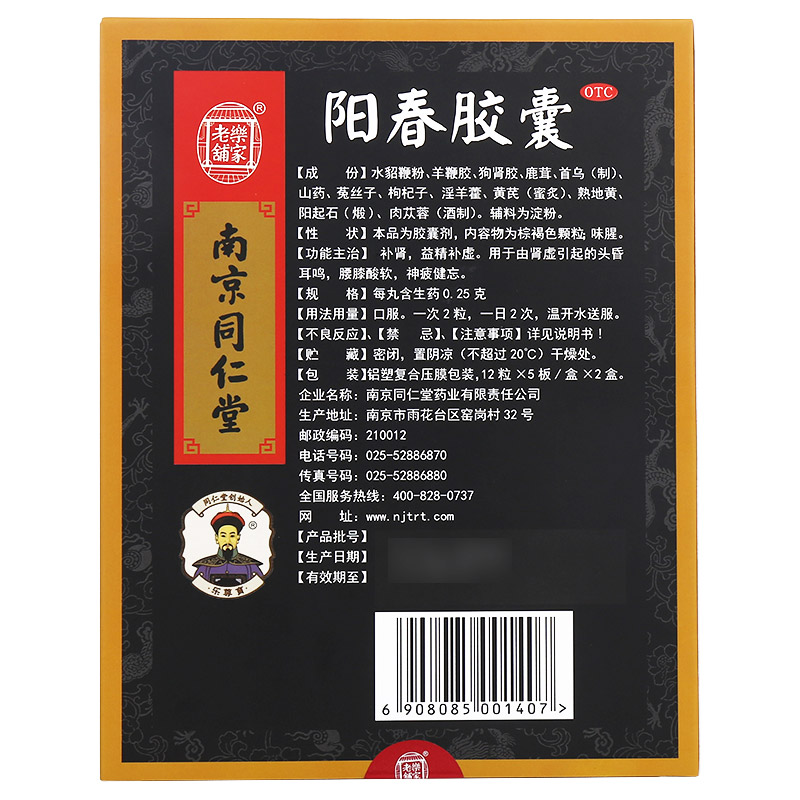 阳春胶囊
OTC
樂家
老舖
®
南京同仁堂
【成 份】水貂鞭粉、羊鞭胶、狗肾胶、鹿茸、首乌（制）、
山药、菟丝子、枸杞子、淫羊藿、黄芪（蜜炙）、熟地黄、
阳起石（煅）、肉苁蓉（酒制）。辅料为淀粉。
【性 状】本品为胶囊剂，内容物为棕褐色颗粒；味腥。
【功能主治】 补肾，益精补虚。用于由肾虚引起的头昏
耳鸣，腰膝酸软，神疲健忘。
【规 格】每丸含生药0.25克
【用法用量】口服。一次2粒，一日2次，温开水送服。
【不良反应】、【禁 忌】、【注意事项】详见说明书！
【贮 藏】密闭，置阴凉（不超过20℃）干燥处。
【包 装】铝塑复合压膜包装，12粒×5板／盒×2盒。
企业名称：南京同仁堂药业有限责任公司
生产地址：南京市雨花台区窑岗村32号
邮政编码：210012
电话号码：025-52886870
传真号码：025-52886880
全国服务热线：400-828-0737
网 址：www.njtrt.com
【产品批号】
【生产日期】
【有效期至】
同仁堂创始人
®
·乐尊育·
6 908085 001407 >
樂家
老舖